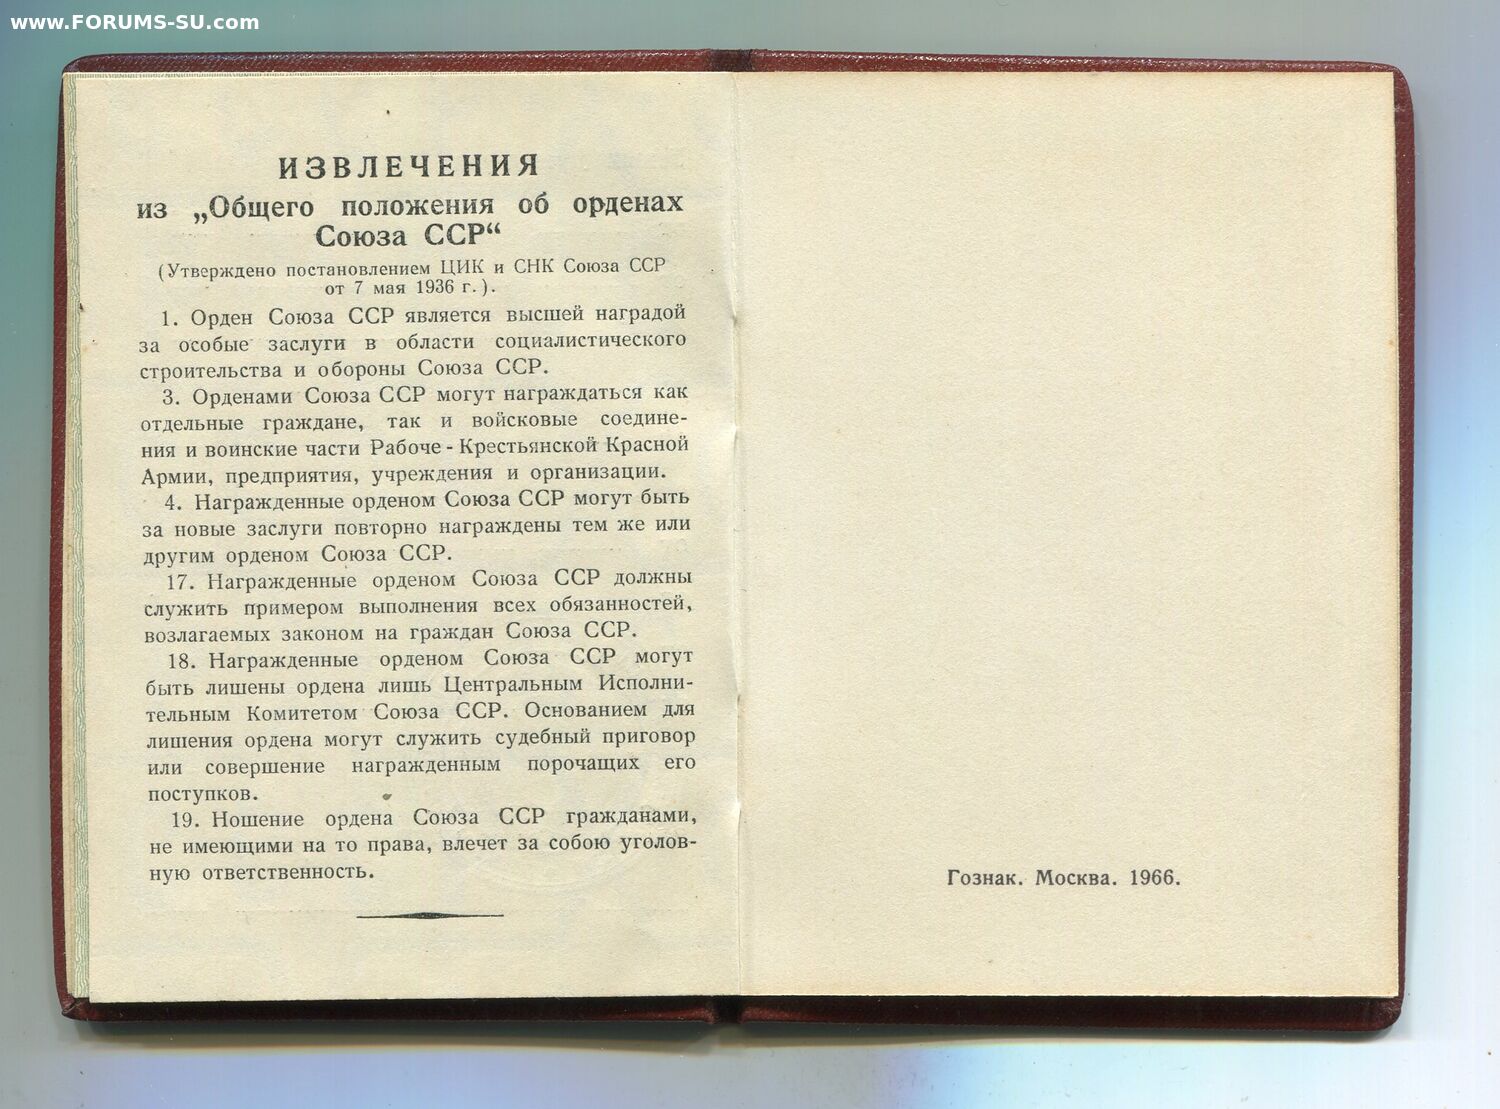 www.FORUMS-SU.com
ИЗВЛЕЧЕНИЯ
из „Общего положения об орденах
Союза ССР“
(Утверждено постановлением ЦИК и СНК Союза ССР
от 7 мая 1936 г.).
1. Орден Союза ССР является высшей наградой
за особые заслуги в области социалистического
строительства и обороны Союза ССР.
3. Орденами Союза ССР могут награждаться как
отдельные граждане, так и войсковые соедине-
ния и воинские части Рабоче-Крестьянской Красной
Армии, предприятия, учреждения и организации.
4. Награжденные орденом Союза ССР могут быть
за новые заслуги повторно награждены тем же или
другим орденом Союза ССР.
17. Награжденные орденом Союза ССР должны
служить примером выполнения всех обязанностей,
возлагаемых законом на граждан Союза ССР.
18. Награжденные орденом Союза ССР могут
быть лишены ордена лишь Центральным Исполни-
тельным Комитетом Союза ССР. Основанием для
лишения ордена могут служить судебный приговор
или совершение награжденным порочащих его
поступков.
19. Ношение ордена Союза ССР гражданами,
не имеющими на то права, влечет за собою уголов-
ную ответственность.
Гознак. Москва. 1966.